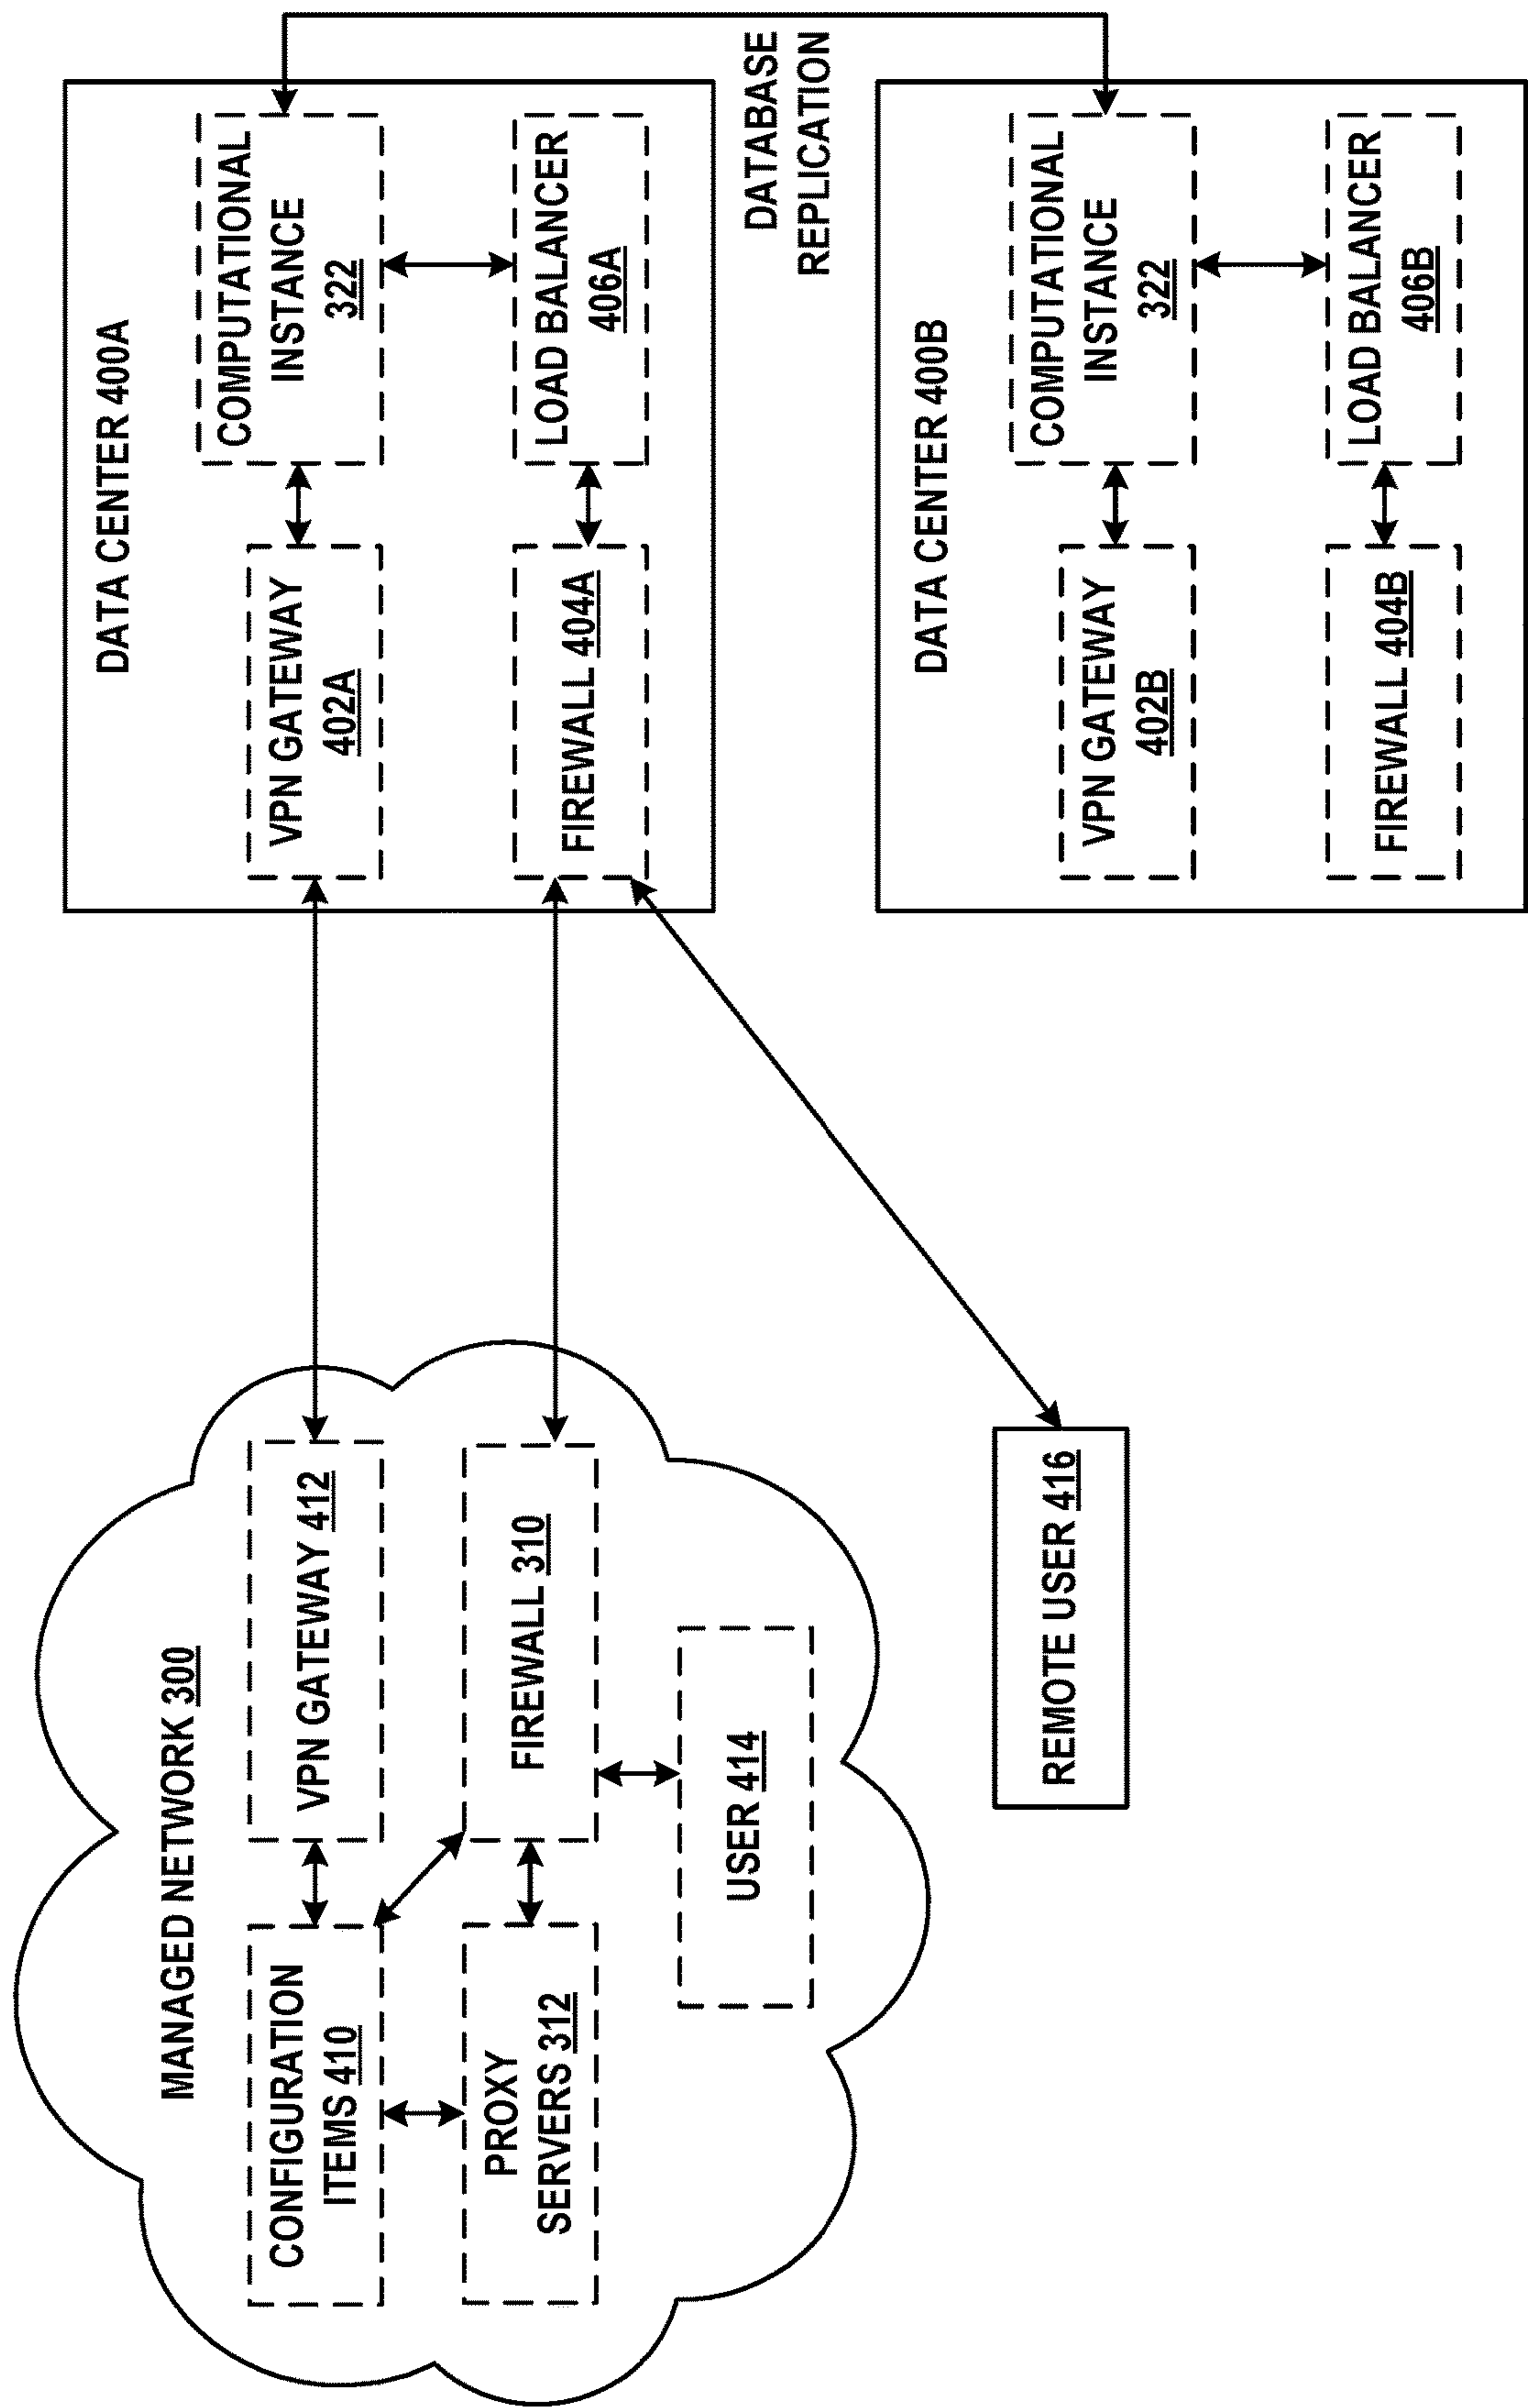 MANAGED NETWORK 300
CONFIGURATION
ITEMS 410
VPN GATEWAY 412
PROXY
SERVERS 312
FIREWALL 310
USER 414
REMOTE USER 416
DATA CENTER 400A
VPN GATEWAY
402A
COMPUTATIONAL
INSTANCE
322
FIREWALL 404A
LOAD BALANCER
406A
DATABASE
REPLICATION
DATA CENTER 400B
VPN GATEWAY
402B
COMPUTATIONAL
INSTANCE
322
FIREWALL 404B
LOAD BALANCER
406B